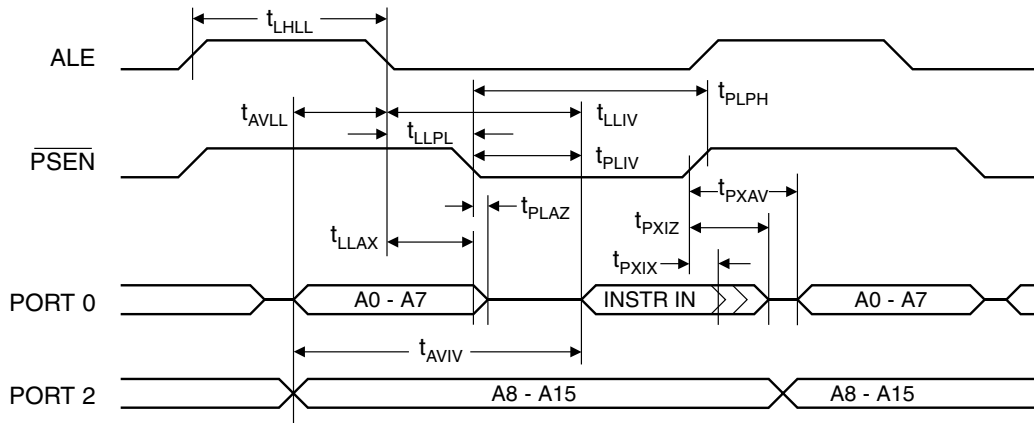 tLHLL
ALE
tPLPH
tAVLL
tLLIV
tLLPL
PSEN
tPLIV
tPXAV
tPLAZ
tPXIZ
tLLAX
tPXIX
PORT 0
A0 - A7
INSTR IN
A0 - A7
tAVIV
PORT 2
A8 - A15
A8 - A15